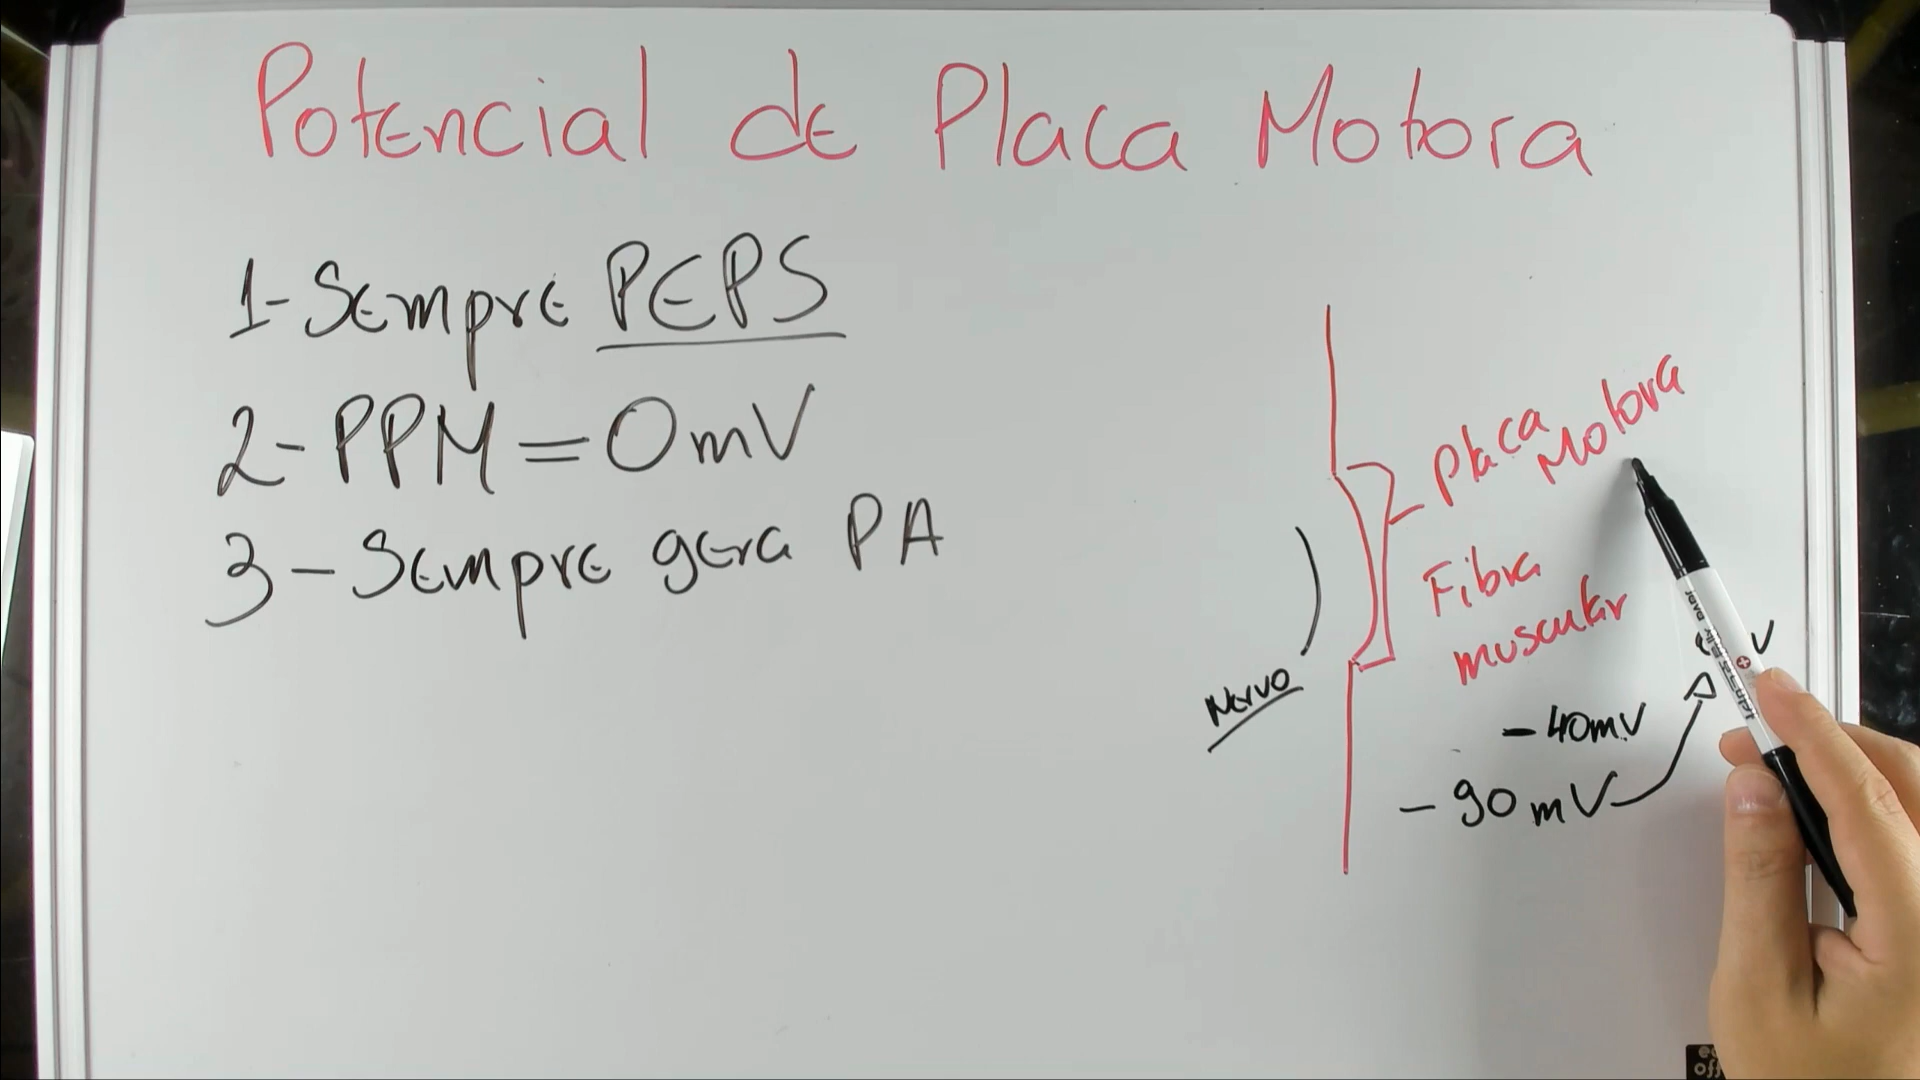 Potencial de Placa Motora
1-Sempre PEPS
2-PPM=0mV
3-Sempre gera PA
Placa
Motora
Fibra
muscular
Nervo
V
-40mV
-90mV